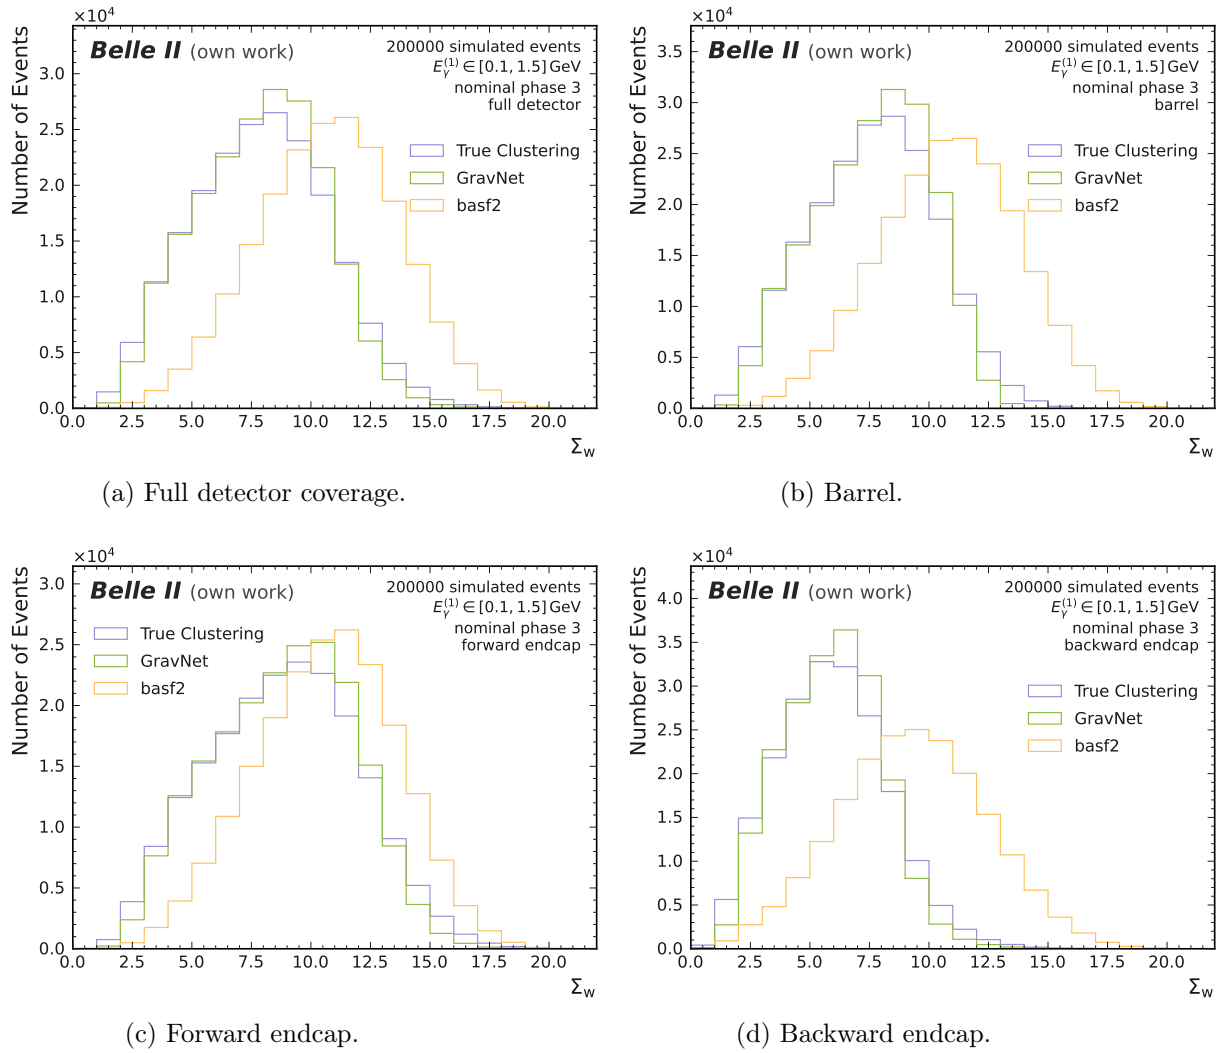 ×10⁴
Number of Events
Belle II (own work)
200000 simulated events
E_γ^(1) ∈ [0.1, 1.5] GeV
nominal phase 3
full detector
True Clustering
GravNet
basf2
3.0
2.5
2.0
1.5
1.0
0.5
0.0
0.0 2.5 5.0 7.5 10.0 12.5 15.0 17.5 20.0
Σ_w
(a) Full detector coverage.
×10⁴
Number of Events
Belle II (own work)
200000 simulated events
E_γ^(1) ∈ [0.1, 1.5] GeV
nominal phase 3
barrel
True Clustering
GravNet
basf2
3.5
3.0
2.5
2.0
1.5
1.0
0.5
0.0
0.0 2.5 5.0 7.5 10.0 12.5 15.0 17.5 20.0
Σ_w
(b) Barrel.
×10⁴
Number of Events
Belle II (own work)
200000 simulated events
E_γ^(1) ∈ [0.1, 1.5] GeV
nominal phase 3
forward endcap
True Clustering
GravNet
basf2
3.0
2.5
2.0
1.5
1.0
0.5
0.0
0.0 2.5 5.0 7.5 10.0 12.5 15.0 17.5 20.0
Σ_w
(c) Forward endcap.
×10⁴
Number of Events
Belle II (own work)
200000 simulated events
E_γ^(1) ∈ [0.1, 1.5] GeV
nominal phase 3
backward endcap
True Clustering
GravNet
basf2
4.0
3.5
3.0
2.5
2.0
1.5
1.0
0.5
0.0
0.0 2.5 5.0 7.5 10.0 12.5 15.0 17.5 20.0
Σ_w
(d) Backward endcap.